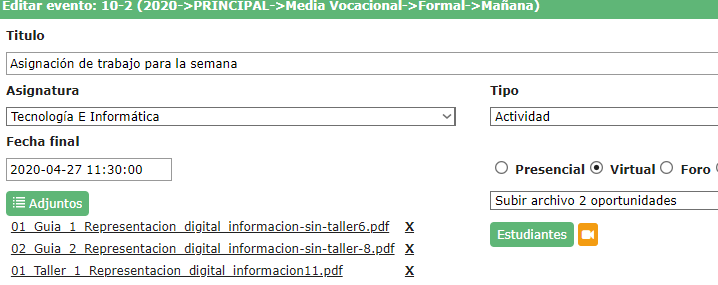 Editar evento: 10-2 (2020->PRINCIPAL->Media Vocacional->Formal->Mañana)
Titulo
Asignación de trabajo para la semana
Asignatura
Tipo
Tecnología E Informática
Actividad
Fecha final
2020-04-27 11:30:00
Presencial Virtual Foro
Adjuntos
Subir archivo 2 oportunidades
01_Guia_1_Representacion_digital_informacion-sin-taller6.pdf X
Estudiantes
02_Guia_2_Representacion_digital_informacion-sin-taller-8.pdf X
01_Taller_1_Representacion_digital_informacion11.pdf X